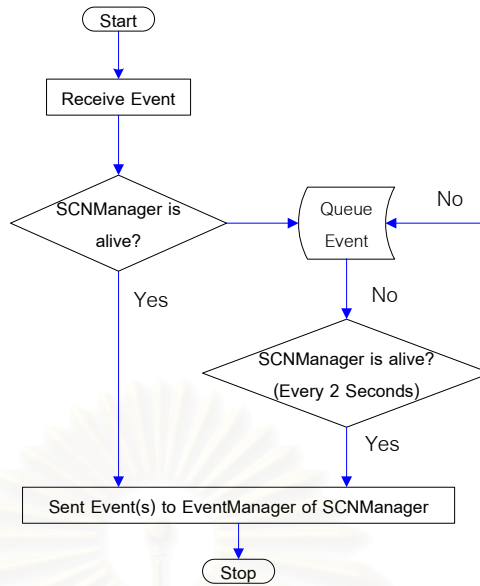 Start
Receive Event
SCNManager is
alive?
Queue
Event
No
Yes
No
SCNManager is alive?
(Every 2 Seconds)
Yes
Sent Event(s) to EventManager of SCNManager
Stop